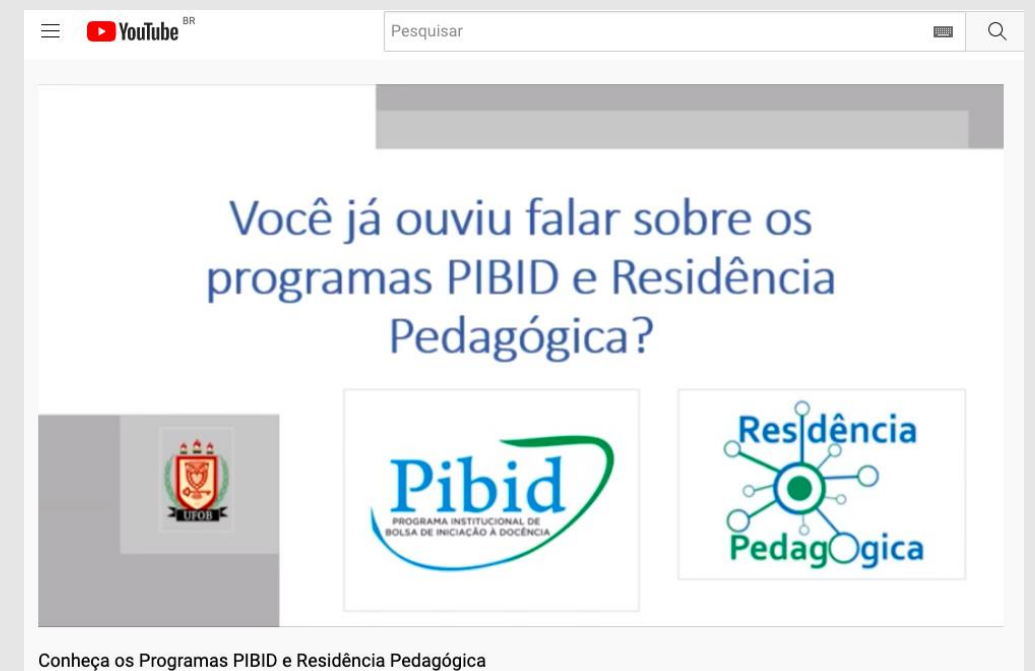 YouTube BR
Pesquisar
Você já ouviu falar sobre os
programas PIBID e Residência
Pedagógica?
UFOB
Pibid
PROGRAMA INSTITUCIONAL DE
BOLSA DE INICIAÇÃO À DOCÊNCIA
Residência
Pedagógica
Conheça os Programas PIBID e Residência Pedagógica